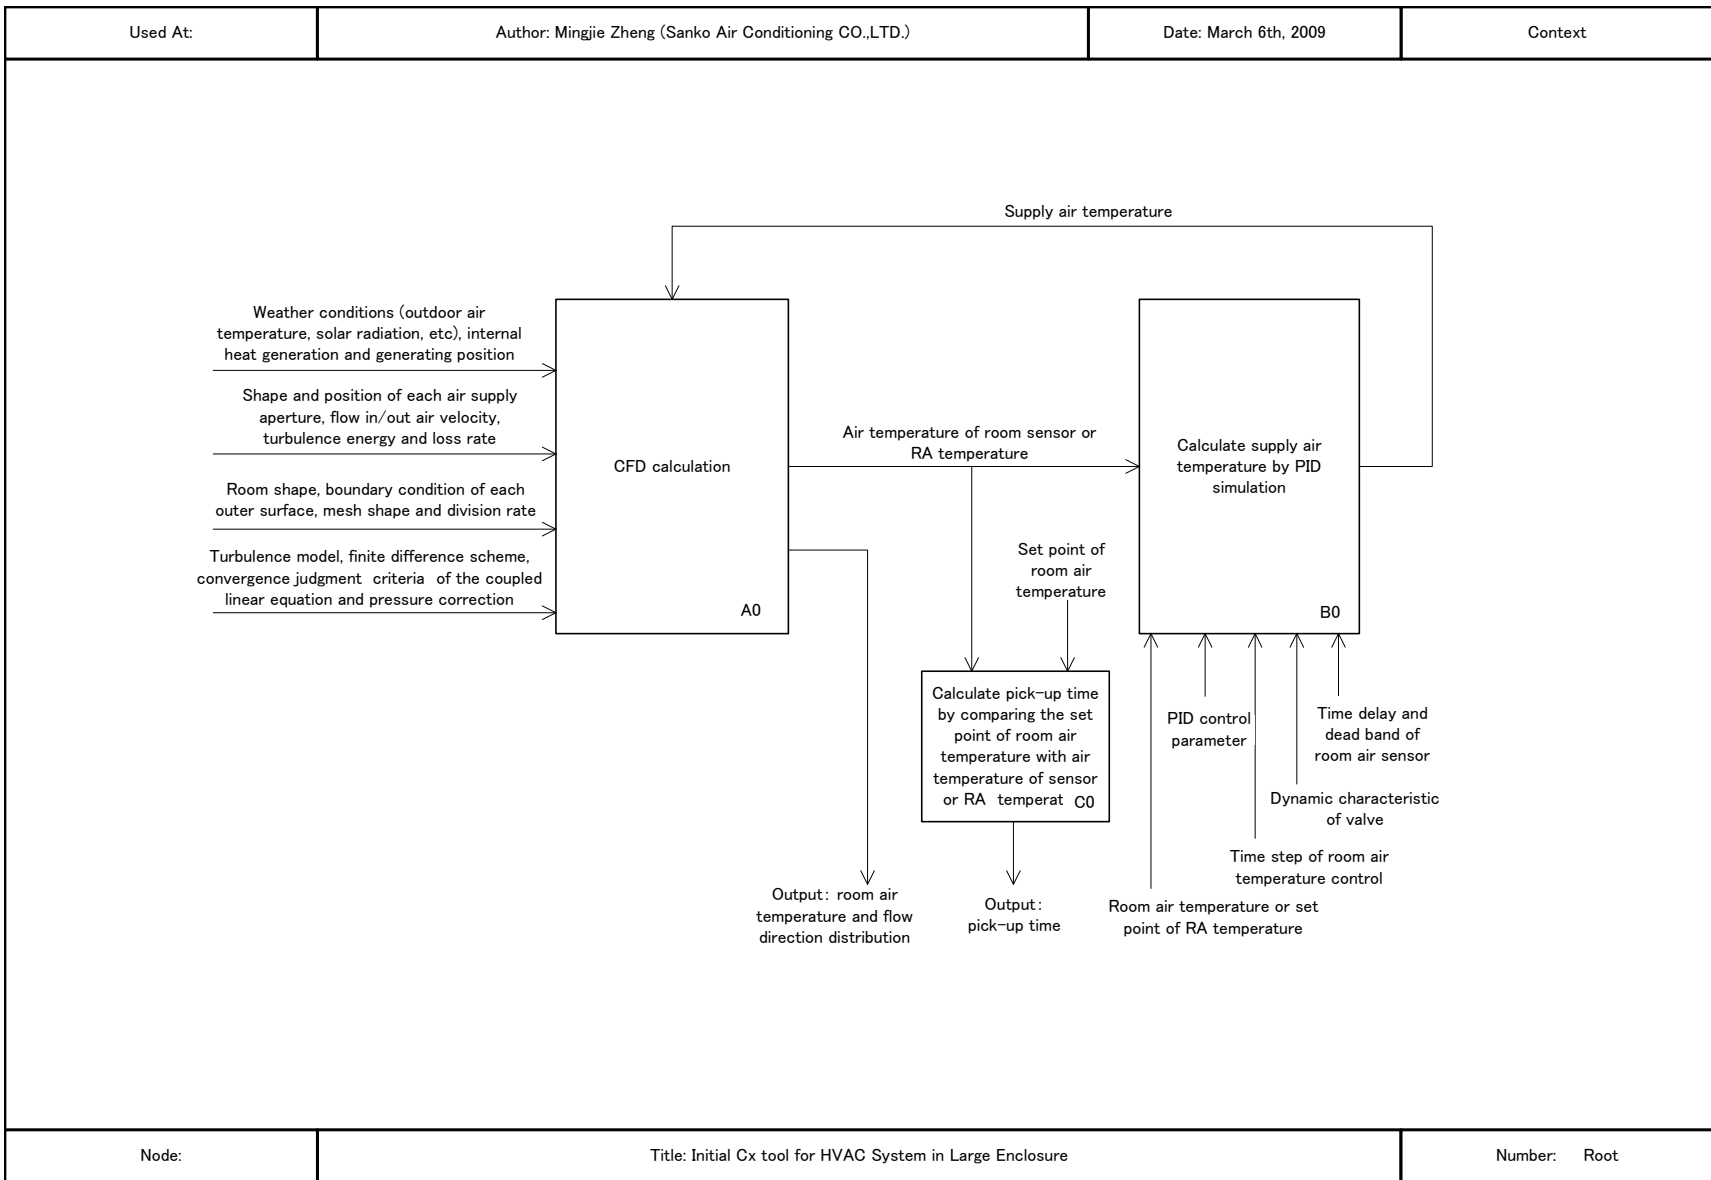 Used At:
Author: Mingjie Zheng (Sanko Air Conditioning CO.,LTD.)
Date: March 6th, 2009
Context
Supply air temperature
Weather conditions (outdoor air
temperature, solar radiation, etc), internal
heat generation and generating position
Shape and position of each air supply
aperture, flow in/out air velocity,
turbulence energy and loss rate
Room shape, boundary condition of each
outer surface, mesh shape and division rate
Turbulence model, finite difference scheme,
convergence judgment criteria of the coupled
linear equation and pressure correction
CFD calculation
A0
Air temperature of room sensor or
RA temperature
Calculate supply air
temperature by PID
simulation
B0
Set point of
room air
temperature
Calculate pick-up time
by comparing the set
point of room air
temperature with air
temperature of sensor
or RA temperat
C0
PID control
parameter
Time delay and
dead band of
room air sensor
Dynamic characteristic
of valve
Time step of room air
temperature control
Room air temperature or set
point of RA temperature
Output: room air
temperature and flow
direction distribution
Output:
pick-up time
Node:
Title: Initial Cx tool for HVAC System in Large Enclosure
Number: Root